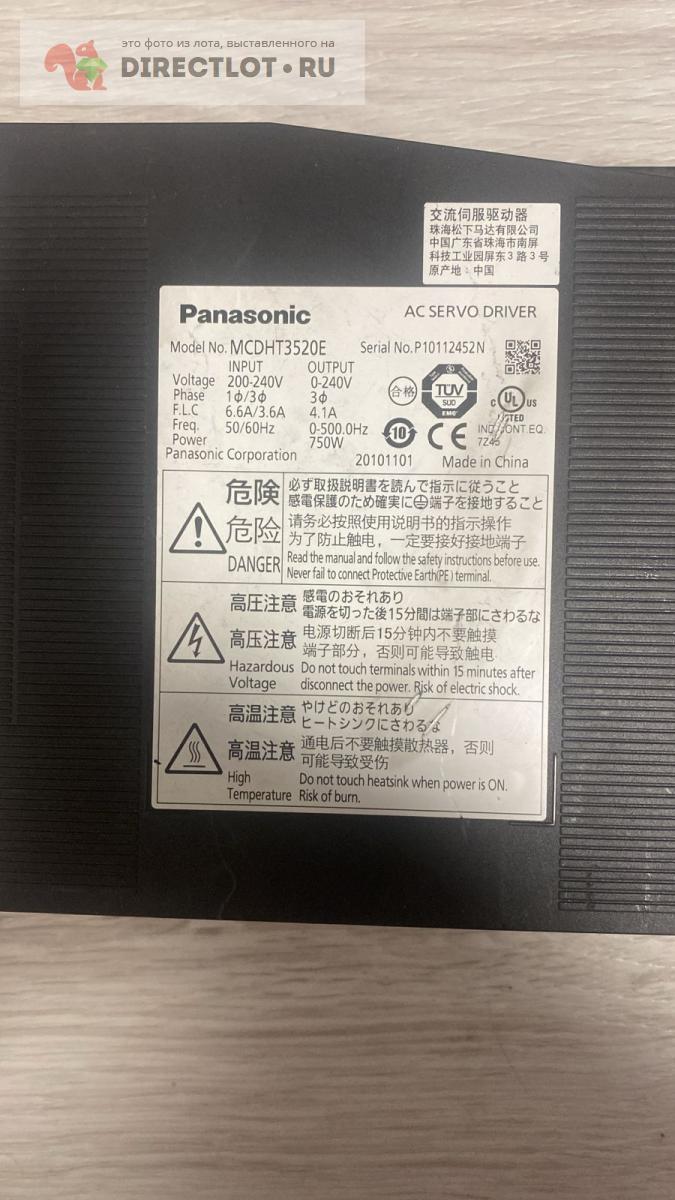 это фото из лота, выставленного на
DIRECTLOT•RU
交流伺服驱动器
珠海松下马达有限公司
中国广东省珠海市南屏
科技工业园屏东3路3号
原产地：中国
Panasonic AC SERVO DRIVER
Model No. MCDHT3520E Serial No. P10112452N
INPUT OUTPUT
Voltage 200-240V 0-240V
Phase 1ϕ/3ϕ 3ϕ
F.L.C 6.6A/3.6A 4.1A
Freq. 50/60Hz 0-500.0Hz
Power 750W
合格
TÜV
SÜD
EMC
10
CE
C UL US
LISTED
IND. CONT. EQ.
Panasonic Corporation 20101101 Made in China
危険 必ず取扱説明書を読んで指示に従うこと
感電保護のため確実に⏚端子を接地すること
危险 请务必按照使用说明书的指示操作
为了防止触电，一定要接好接地端子
DANGER Read the manual and follow the safety instructions before use.
Never fail to connect Protective Earth(PE) terminal.
高圧注意 感電のおそれあり
電源を切った後15分間は端子部にさわるな
高压注意 电源切断后15分钟内不要触摸
端子部分，否则可能导致触电
Hazardous Do not touch terminals within 15 minutes after
Voltage disconnect the power. Risk of electric shock.
高温注意 やけどのおそれあり
ヒートシンクにさわるな
高温注意 通电后不要触摸散热器，否则
可能导致受伤
High Do not touch heatsink when power is ON.
Temperature Risk of burn.